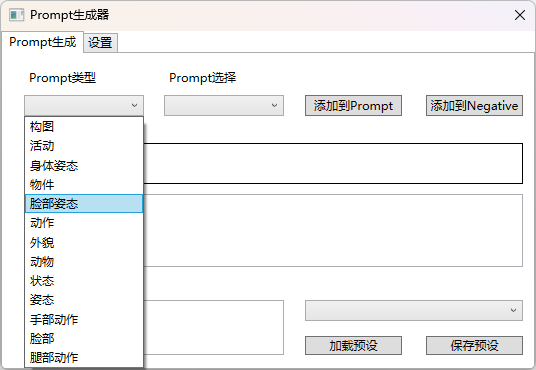 Prompt生成器
Prompt生成 设置
Prompt类型 Prompt选择
添加到Prompt 添加到Negative
构图
活动
身体姿态
物件
脸部姿态
动作
外貌
动物
状态
姿态
手部动作
脸部
加载预设 保存预设
腿部动作